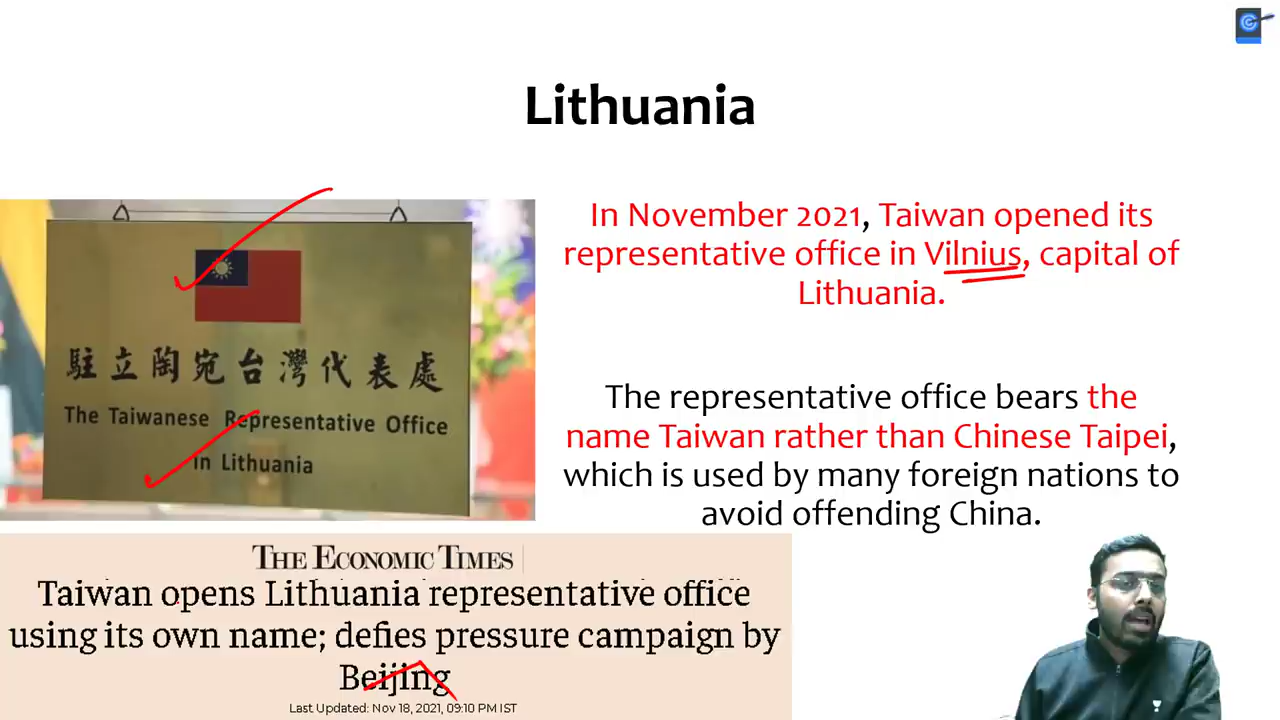 Lithuania
駐立陶宛台灣代表處
The Taiwanese Representative Office
in Lithuania
In November 2021, Taiwan opened its
representative office in Vilnius, capital of
Lithuania.
The representative office bears the
name Taiwan rather than Chinese Taipei,
which is used by many foreign nations to
avoid offending China.
THE ECONOMIC TIMES
Taiwan opens Lithuania representative office
using its own name; defies pressure campaign by
Beijing
Last Updated: Nov 18, 2021, 09:10 PM IST